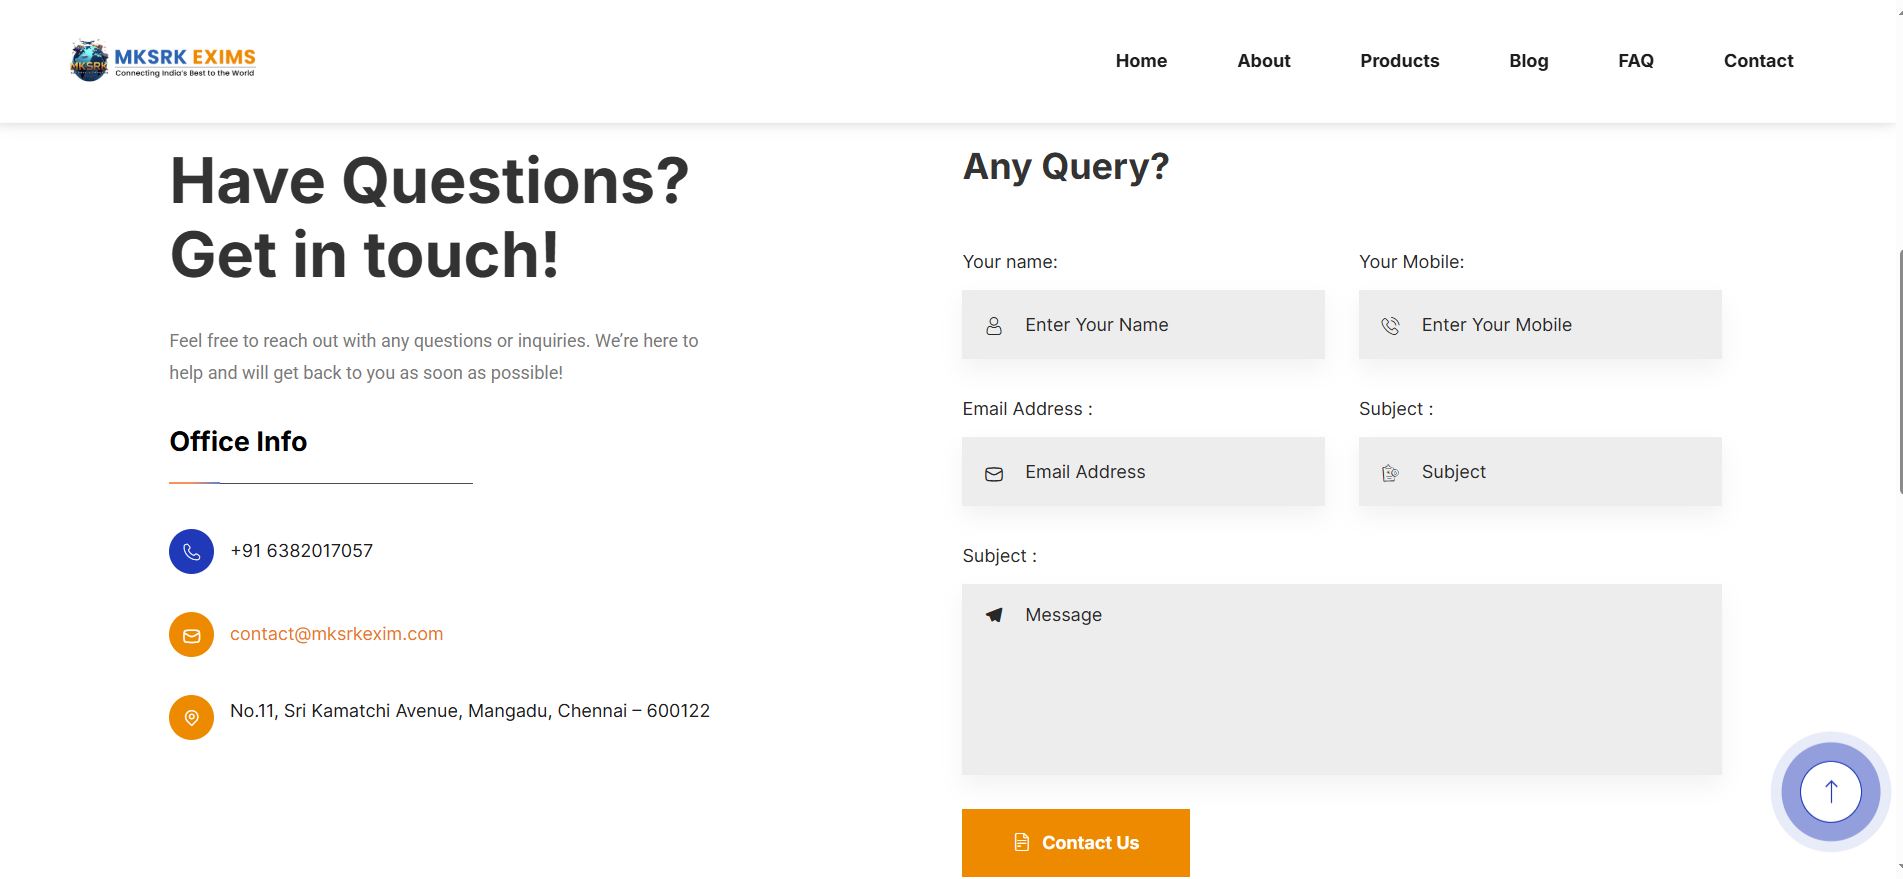 MKSRK
MKSRK EXIMS
Connecting India's Best to the World
Home
About
Products
Blog
FAQ
Contact
Have Questions?
Get in touch!
Feel free to reach out with any questions or inquiries. We’re here to
help and will get back to you as soon as possible!
Office Info
+91 6382017057
contact@mksrkexim.com
No.11, Sri Kamatchi Avenue, Mangadu, Chennai – 600122
Any Query?
Your name:
Your Mobile:
Enter Your Name
Enter Your Mobile
Email Address :
Subject :
Email Address
Subject
Subject :
Message
Contact Us